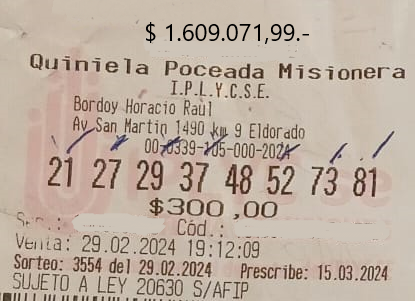 $ 1.609.071,99.-
Quiniela Poceada Misionera
I.P.L.Y.C.S.E.
Bordoy Horacio Raul
Av San Martin 1490 km 9 Eldorado
00-0339-105-000-202A
21 27 29 37 48 52 73 81
$300,00
Cód.:
Venta: 29.02.2024 19:12:09
Sorteo: 3554 del 29.02.2024 Prescribe: 15.03.2024
SUJETO A LEY 20630 S/AFIP